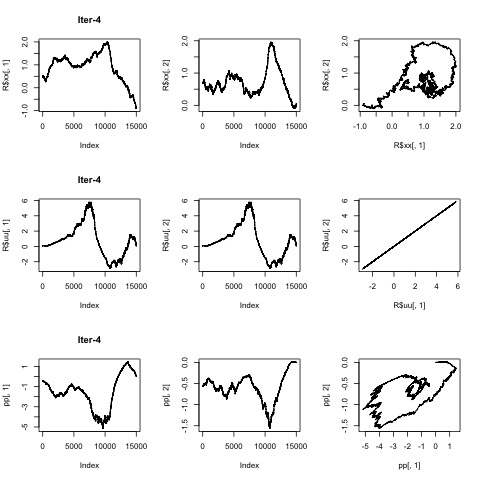 Iter-4
R$xx[, 1]
-1.0 0.0 1.0 2.0
0 5000 10000 15000
Index
R$xx[, 2]
0.0 1.0 2.0
0 5000 10000 15000
Index
R$xx[, 2]
0.0 1.0 2.0
-1.0 0.0 1.0 2.0
R$xx[, 1]
Iter-4
R$uu[, 1]
-2 0 2 4 6
0 5000 10000 15000
Index
R$uu[, 2]
-2 0 2 4 6
0 5000 10000 15000
Index
R$uu[, 2]
-2 0 2 4 6
-2 0 2 4 6
R$uu[, 1]
Iter-4
pp[, 1]
-5 -3 -1 1
0 5000 10000 15000
Index
pp[, 2]
-1.5 -1.0 -0.5 0.0
0 5000 10000 15000
Index
pp[, 2]
-1.5 -1.0 -0.5 0.0
-5 -4 -3 -2 -1 0 1
pp[, 1]